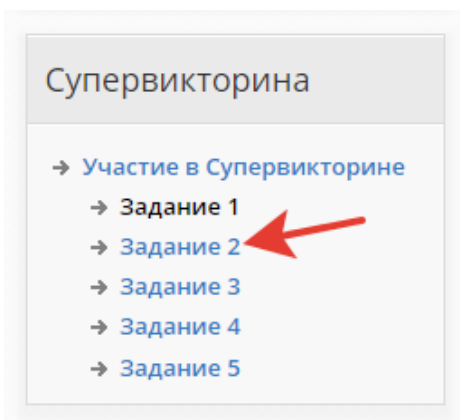 Супервикторина
Участие в Супервикторине
Задание 1
Задание 2
Задание 3
Задание 4
Задание 5